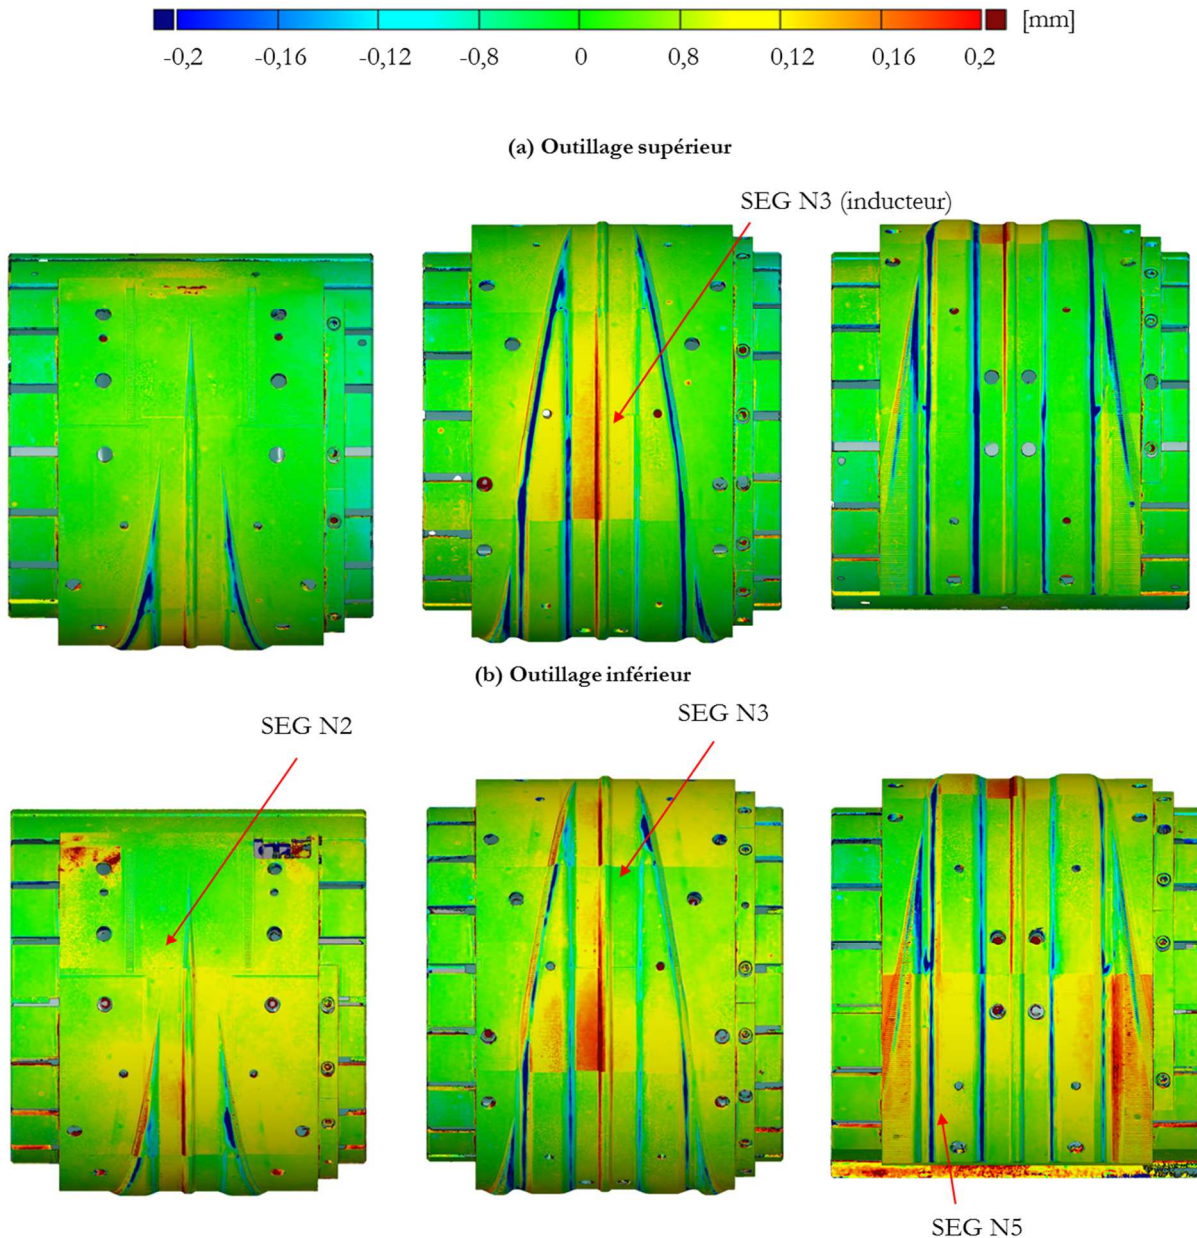 [mm]
-0,2 -0,16 -0,12 -0,8 0 0,8 0,12 0,16 0,2
(a) Outillage supérieur
SEG N3 (inducteur)
(b) Outillage inférieur
SEG N2
SEG N3
SEG N5